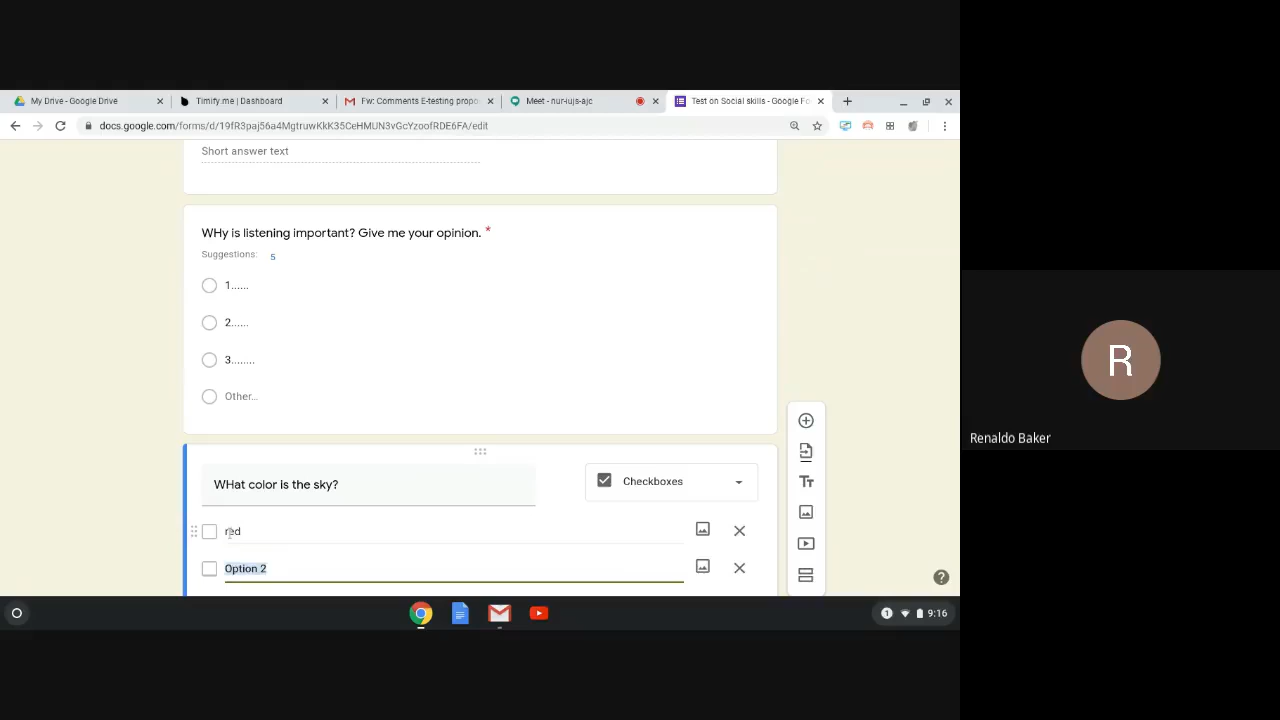 My Drive - Google Drive
Timify.me | Dashboard
Fw: Comments E-testing propo
Meet - nur-iujs-ajc
Test on Social skills - Google Fo
docs.google.com/forms/d/19fR3paj56a4MgtruwKkK35CeHMUN3vGcYzoofRDE6FA/edit
Short answer text
WHy is listening important? Give me your opinion. *
Suggestions: 5
1......
2......
3........
Other...
WHat color is the sky?
Checkboxes
red
Option 2
Tт
R
Renaldo Baker
1
9:16